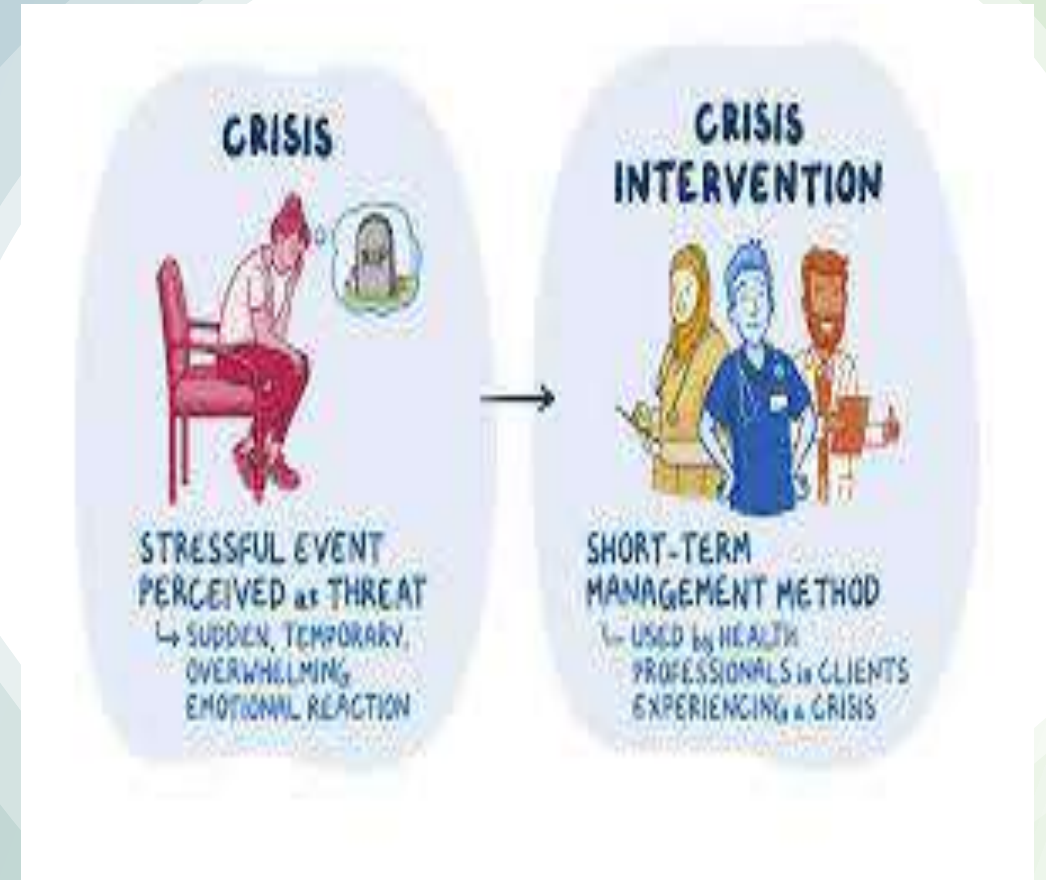 CRISIS
STRESSFUL EVENT
PERCEIVED as THREAT
↳ SUDDEN, TEMPORARY,
OVERWHELMING
EMOTIONAL REACTION
CRISIS
INTERVENTION
SHORT-TERM
MANAGEMENT METHOD
↳ USED by HEALTH
PROFESSIONALS in CLIENTS
EXPERIENCING a CRISIS